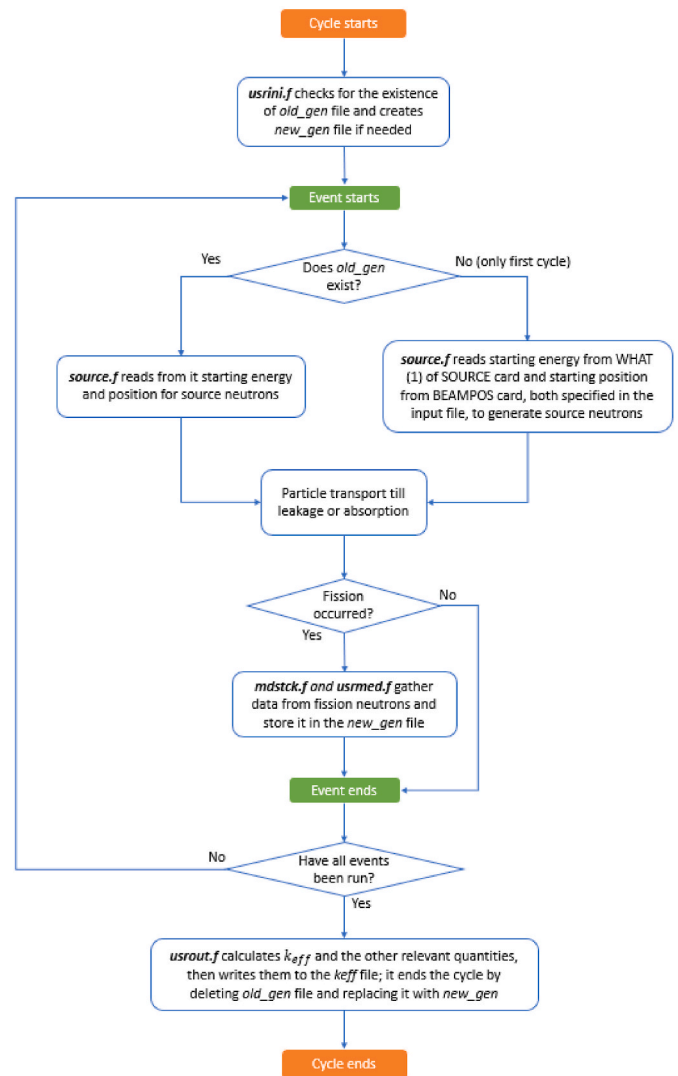 Cycle starts
usrini.f checks for the existence
of old_gen file and creates
new_gen file if needed
Event starts
Yes
Does old_gen
exist?
No (only first cycle)
source.f reads from it starting energy
and position for source neutrons
source.f reads starting energy from WHAT
(1) of SOURCE card and starting position
from BEAMPOS card, both specified in the
input file, to generate source neutrons
Particle transport till
leakage or absorption
Fission
occurred?
No
Yes
mdstck.f and usrmed.f gather
data from fission neutrons and
store it in the new_gen file
Event ends
No
Have all events
been run?
Yes
usrout.f calculates k_eff and the other relevant quantities,
then writes them to the keff file; it ends the cycle by
deleting old_gen file and replacing it with new_gen
Cycle ends